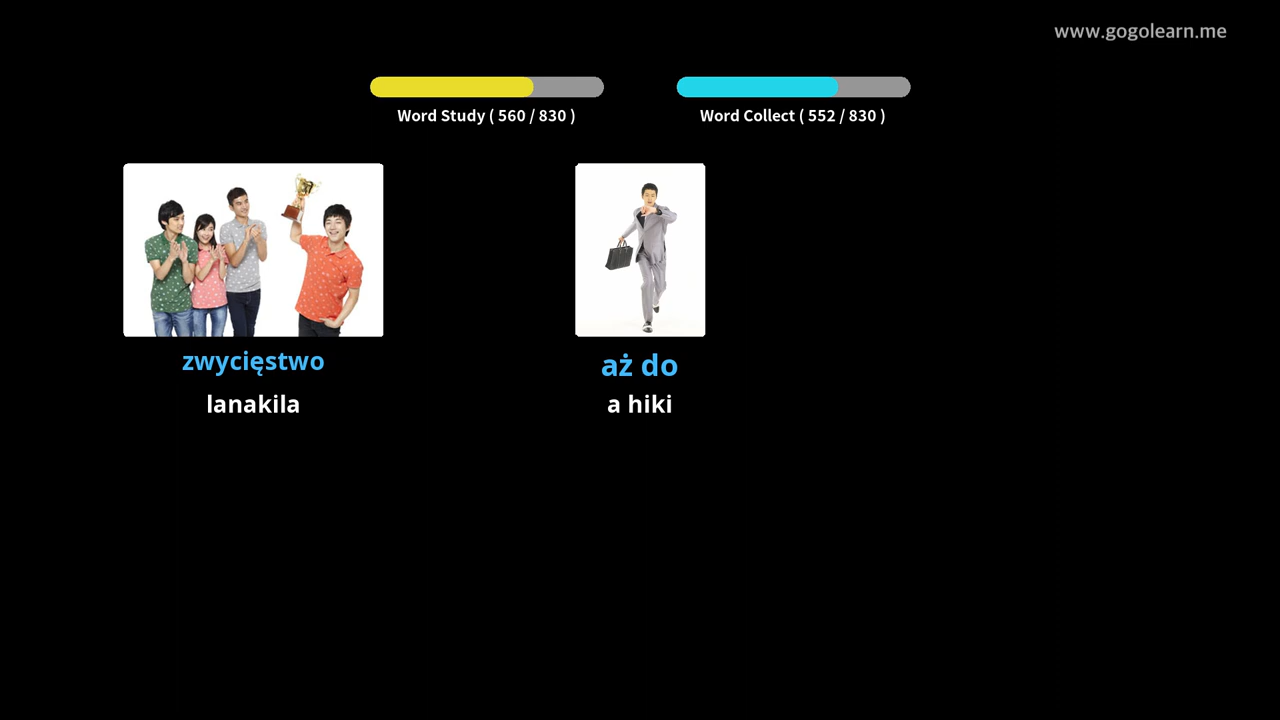 www.gogolearn.me
Word Study ( 560 / 830 )
Word Collect ( 552 / 830 )
zwycięstwo
lanakila
aż do
a hiki